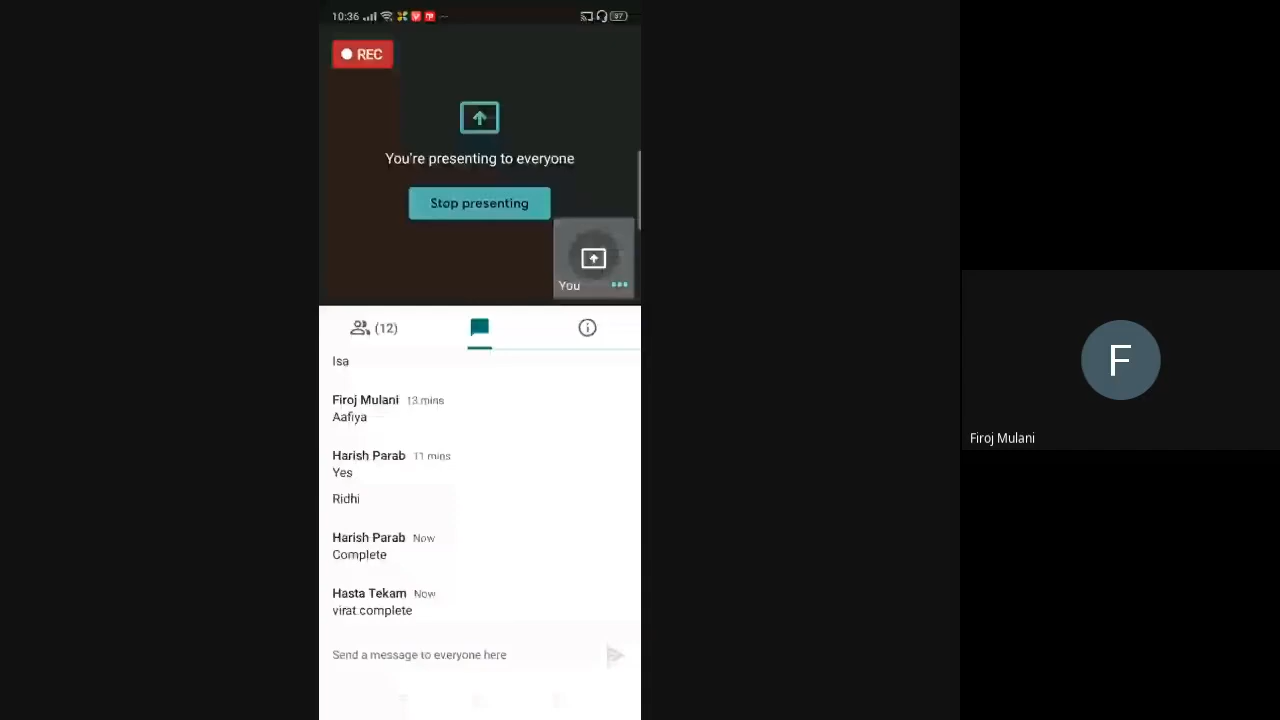 10:36
97
REC
You're presenting to everyone
Stop presenting
You
(12)
Isa
Firoj Mulani 13 mins
Aafiya
Harish Parab 11 mins
Yes
Ridhi
Harish Parab Now
Complete
Hasta Tekam Now
virat complete
Send a message to everyone here
F
Firoj Mulani